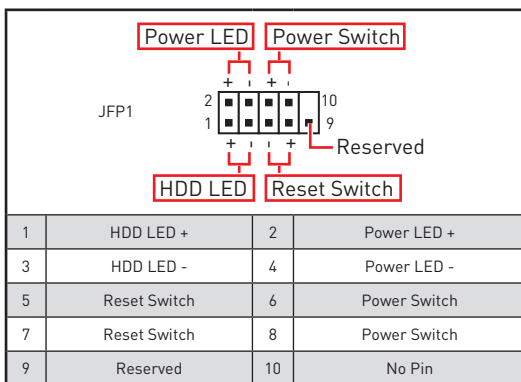 Power LED Power Switch
+ - + -
JFP1
2 10
1 9
+ - - +
Reserved
HDD LED Reset Switch
1 HDD LED + 2 Power LED +
3 HDD LED - 4 Power LED -
5 Reset Switch 6 Power Switch
7 Reset Switch 8 Power Switch
9 Reserved 10 No Pin